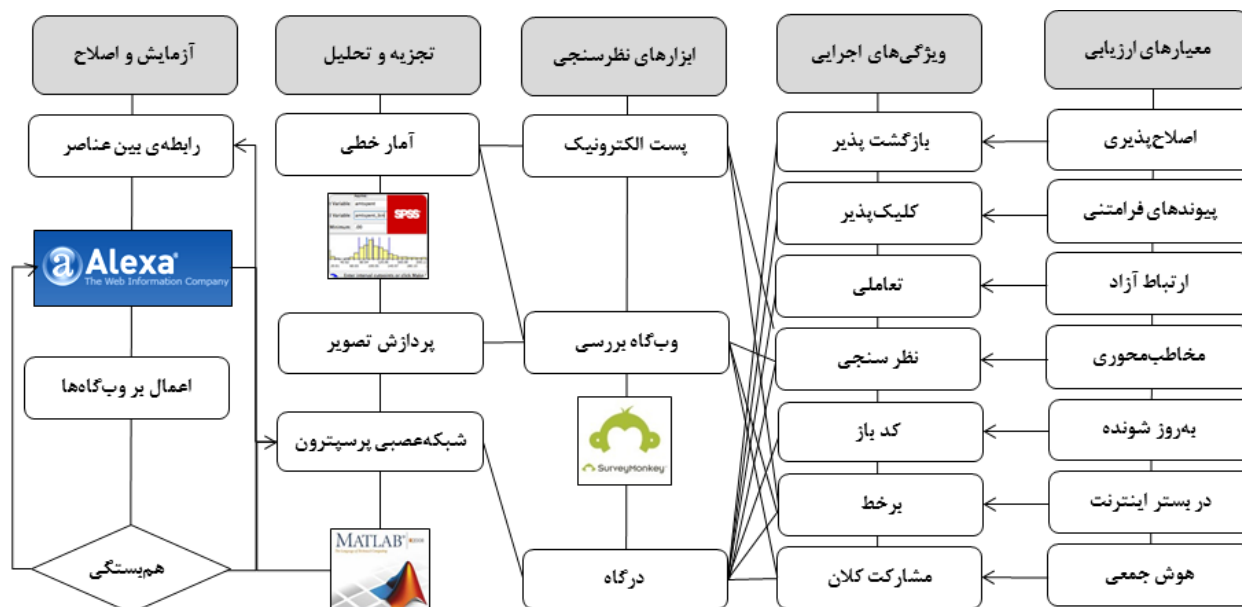 معیارهای ارزیابی
اصلاح‌پذیری
پیوندهای فرامتنی
ارتباط آزاد
مخاطب‌محوری
به‌روز شونده
در بستر اینترنت
هوش جمعی
ویژگی‌های اجرایی
بازگشت پذیر
کلیک‌پذیر
تعاملی
نظر سنجی
کد باز
برخط
مشارکت کلان
ابزارهای نظرسنجی
پست الکترونیک
وب‌گاه بررسی
SurveyMonkey
درگاه
تجزیه و تحلیل
آمار خطی
Variable:
Variable:
Minimum:
SPSS
پردازش تصویر
شبکه‌عصبی پرسپترون
MATLAB
آزمایش و اصلاح
رابطه‌ی بین عناصر
a Alexa
The Web Information Company
اعمال بر وب‌گاه‌ها
هم‌بستگی